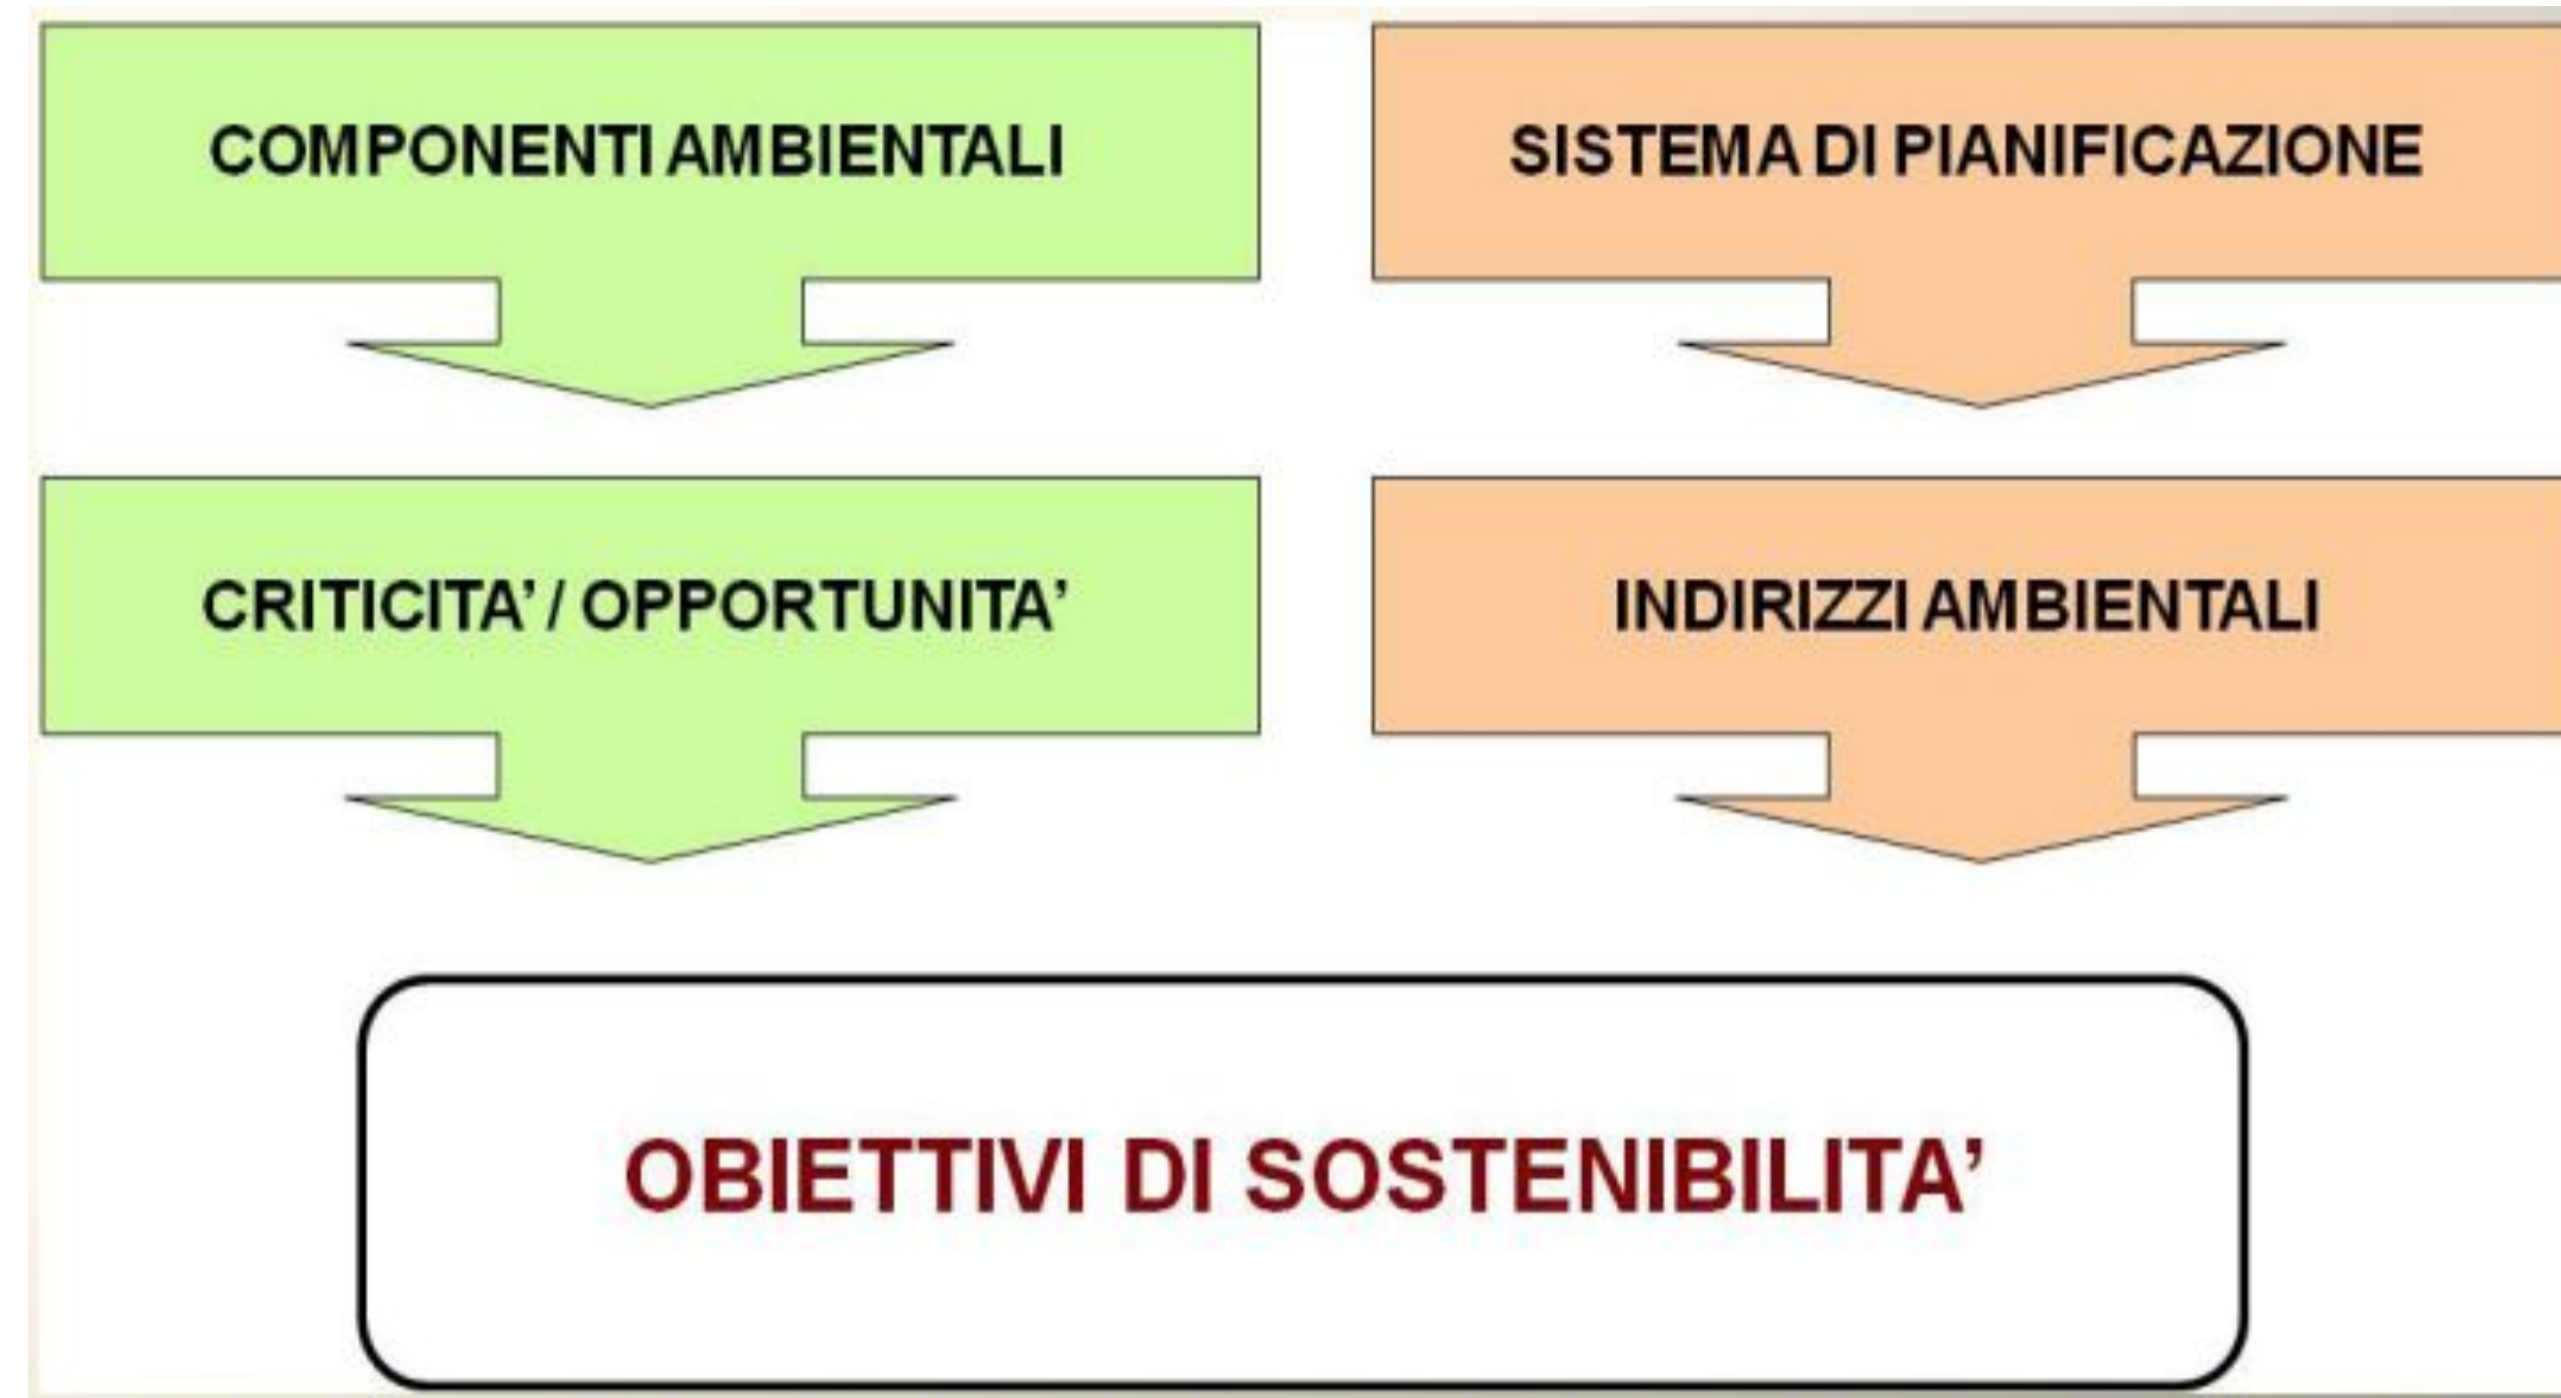 COMPONENTI AMBIENTALI
SISTEMA DI PIANIFICAZIONE
CRITICITA’ / OPPORTUNITA’
INDIRIZZI AMBIENTALI
OBIETTIVI DI SOSTENIBILITA’